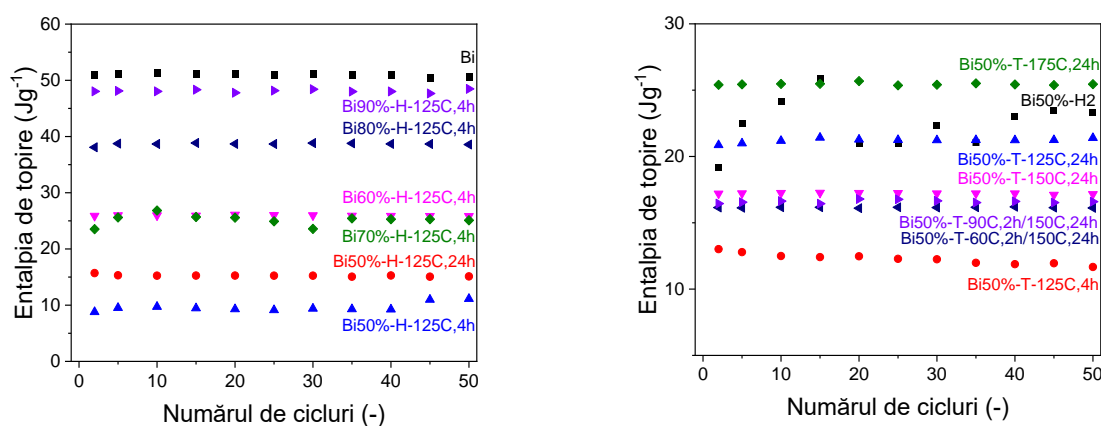 Entalpia de topire (Jg-1)
60
50
40
30
20
10
0
Bi
Bi90%-H-125C,4h
Bi80%-H-125C,4h
Bi60%-H-125C,4h
Bi70%-H-125C,4h
Bi50%-H-125C,24h
Bi50%-H-125C,4h
0 10 20 30 40 50
Numărul de cicluri (-)
Entalpia de topire (Jg-1)
30
20
10
Bi50%-T-175C,24h
Bi50%-H2
Bi50%-T-125C,24h
Bi50%-T-150C,24h
Bi50%-T-90C,2h/150C,24h
Bi50%-T-60C,2h/150C,24h
Bi50%-T-125C,4h
0 10 20 30 40 50
Numărul de cicluri (-)